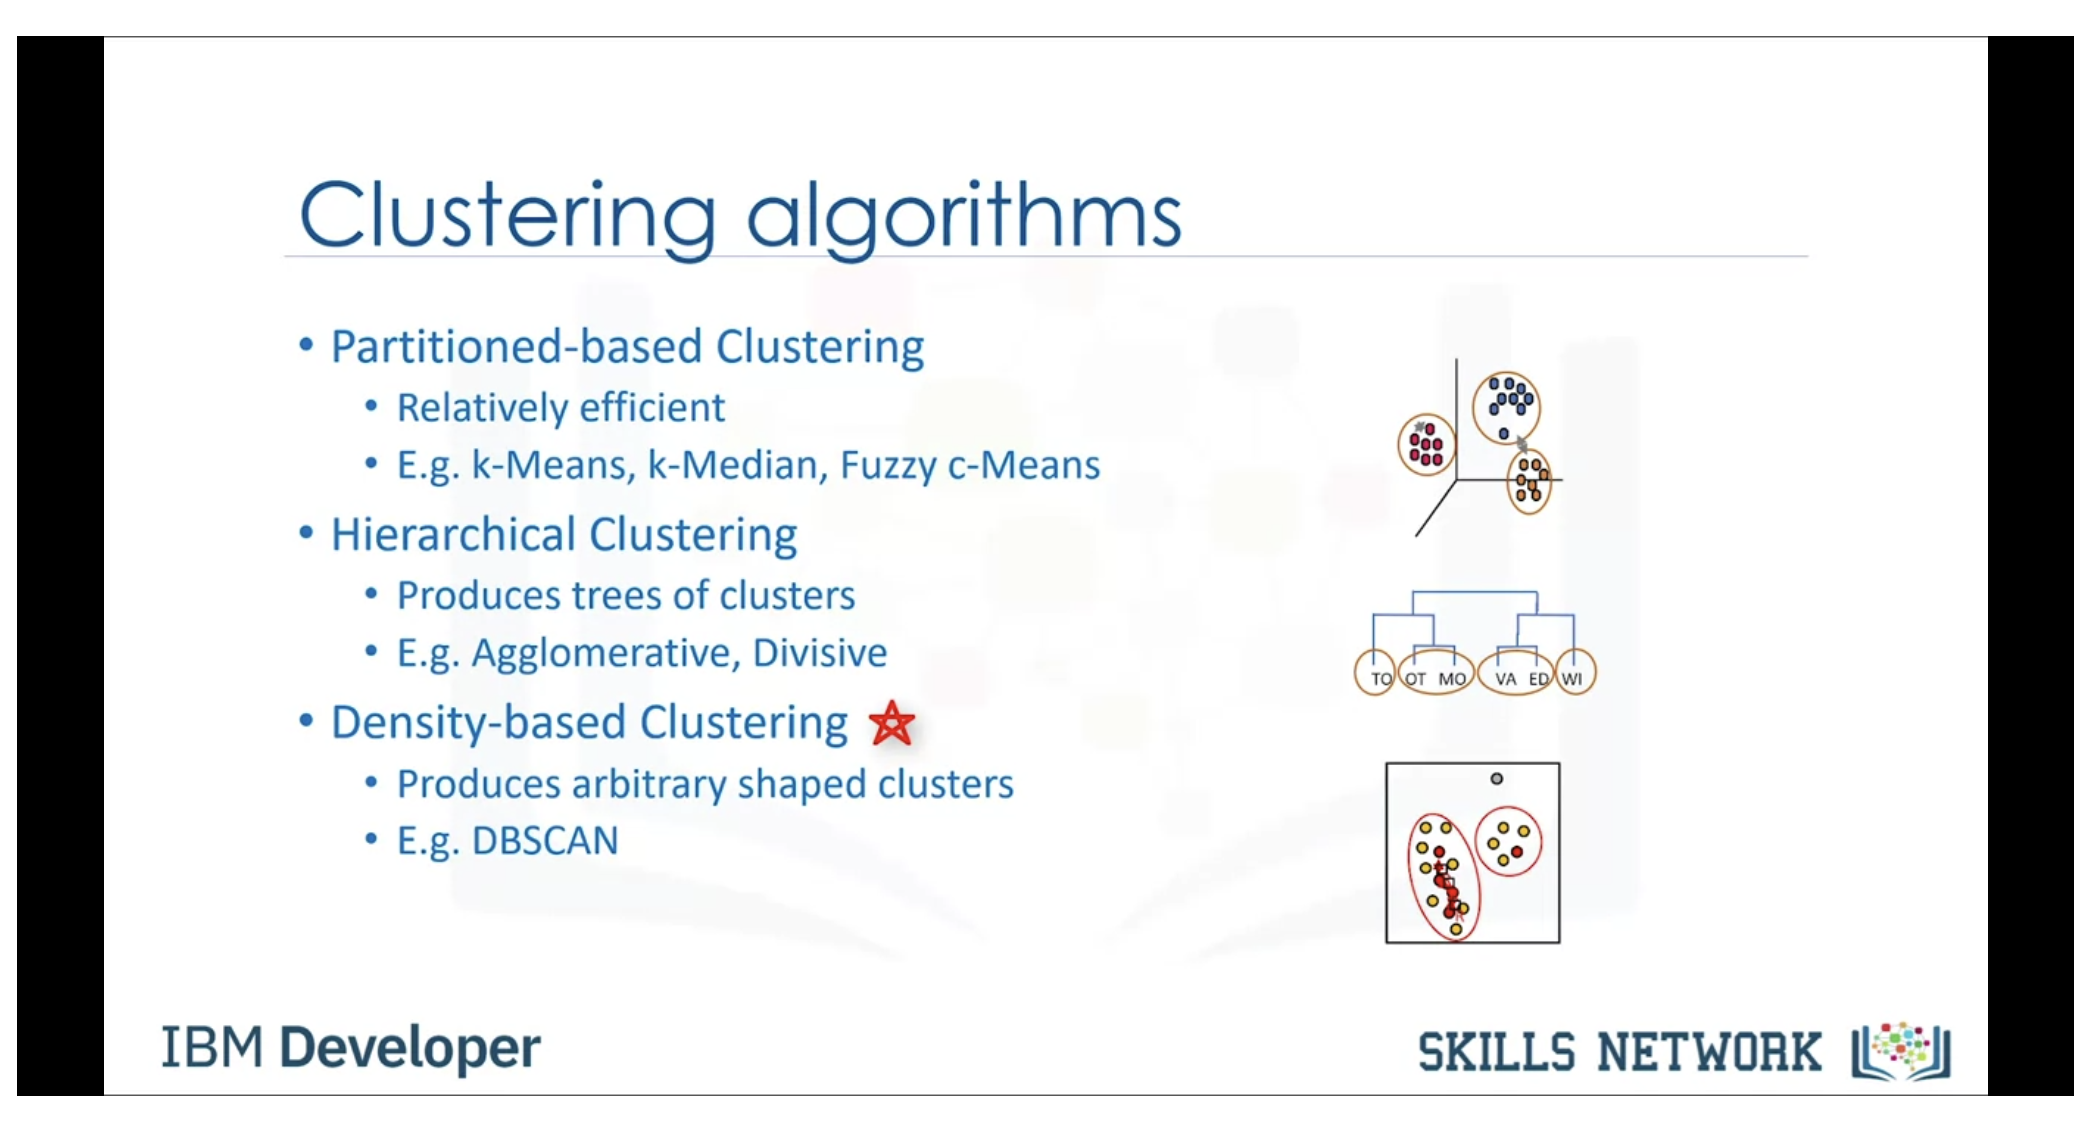 Clustering algorithms
• Partitioned-based Clustering
• Relatively efficient
• E.g. k-Means, k-Median, Fuzzy c-Means
• Hierarchical Clustering
• Produces trees of clusters
• E.g. Agglomerative, Divisive
TO OT MO VA ED WI
• Density-based Clustering
• Produces arbitrary shaped clusters
• E.g. DBSCAN
IBM Developer
SKILLS NETWORK